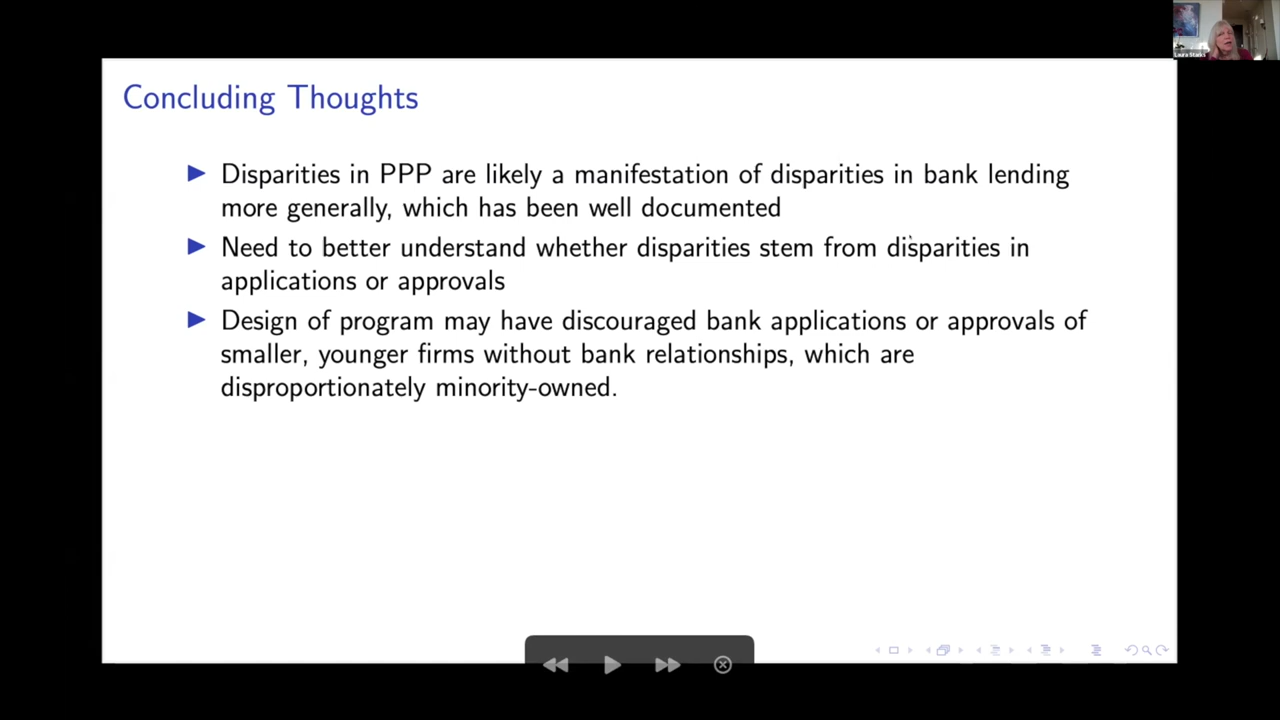 Laura Starks
Concluding Thoughts
Disparities in PPP are likely a manifestation of disparities in bank lending
more generally, which has been well documented
Need to better understand whether disparities stem from disparities in
applications or approvals
Design of program may have discouraged bank applications or approvals of
smaller, younger firms without bank relationships, which are
disproportionately minority-owned.